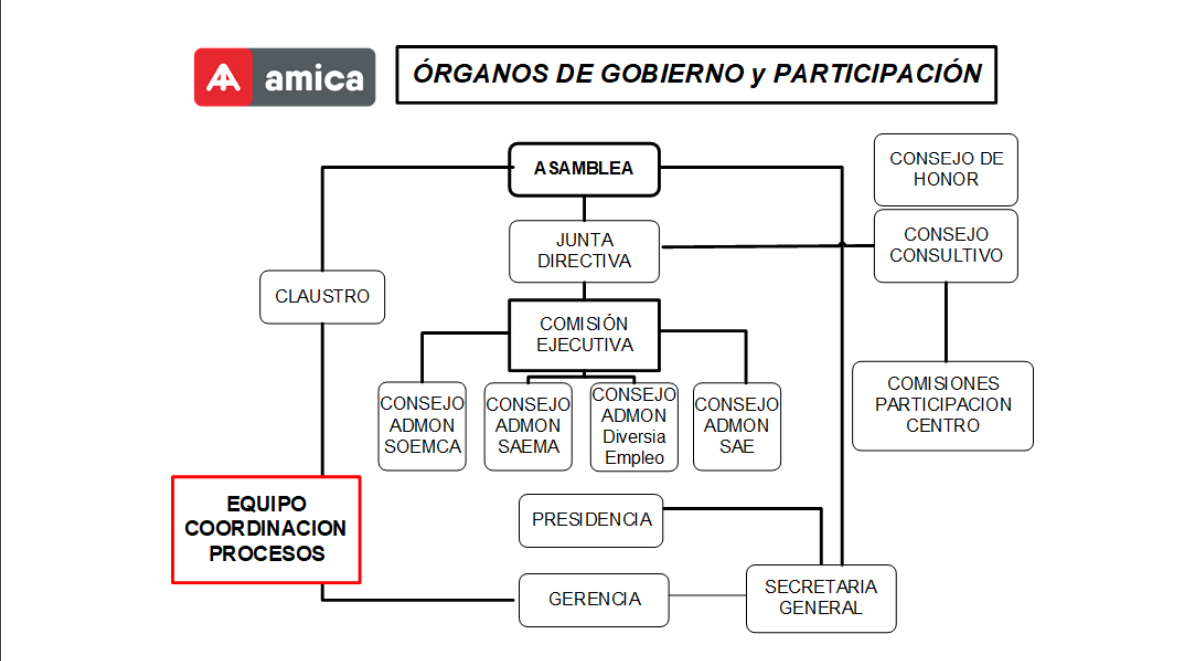 amica
ÓRGANOS DE GOBIERNO y PARTICIPACIÓN
ASAMBLEA
CONSEJO DE
HONOR
JUNTA
DIRECTIVA
CONSEJO
CONSULTIVO
CLAUSTRO
COMISIÓN
EJECUTIVA
CONSEJO
ADMON
SOEMCA
CONSEJO
ADMON
SAEMA
CONSEJO
ADMON
Diversia
Empleo
CONSEJO
ADMON
SAE
COMISIONES
PARTICIPACION
CENTRO
EQUIPO
COORDINACION
PROCESOS
PRESIDENCIA
GERENCIA
SECRETARIA
GENERAL